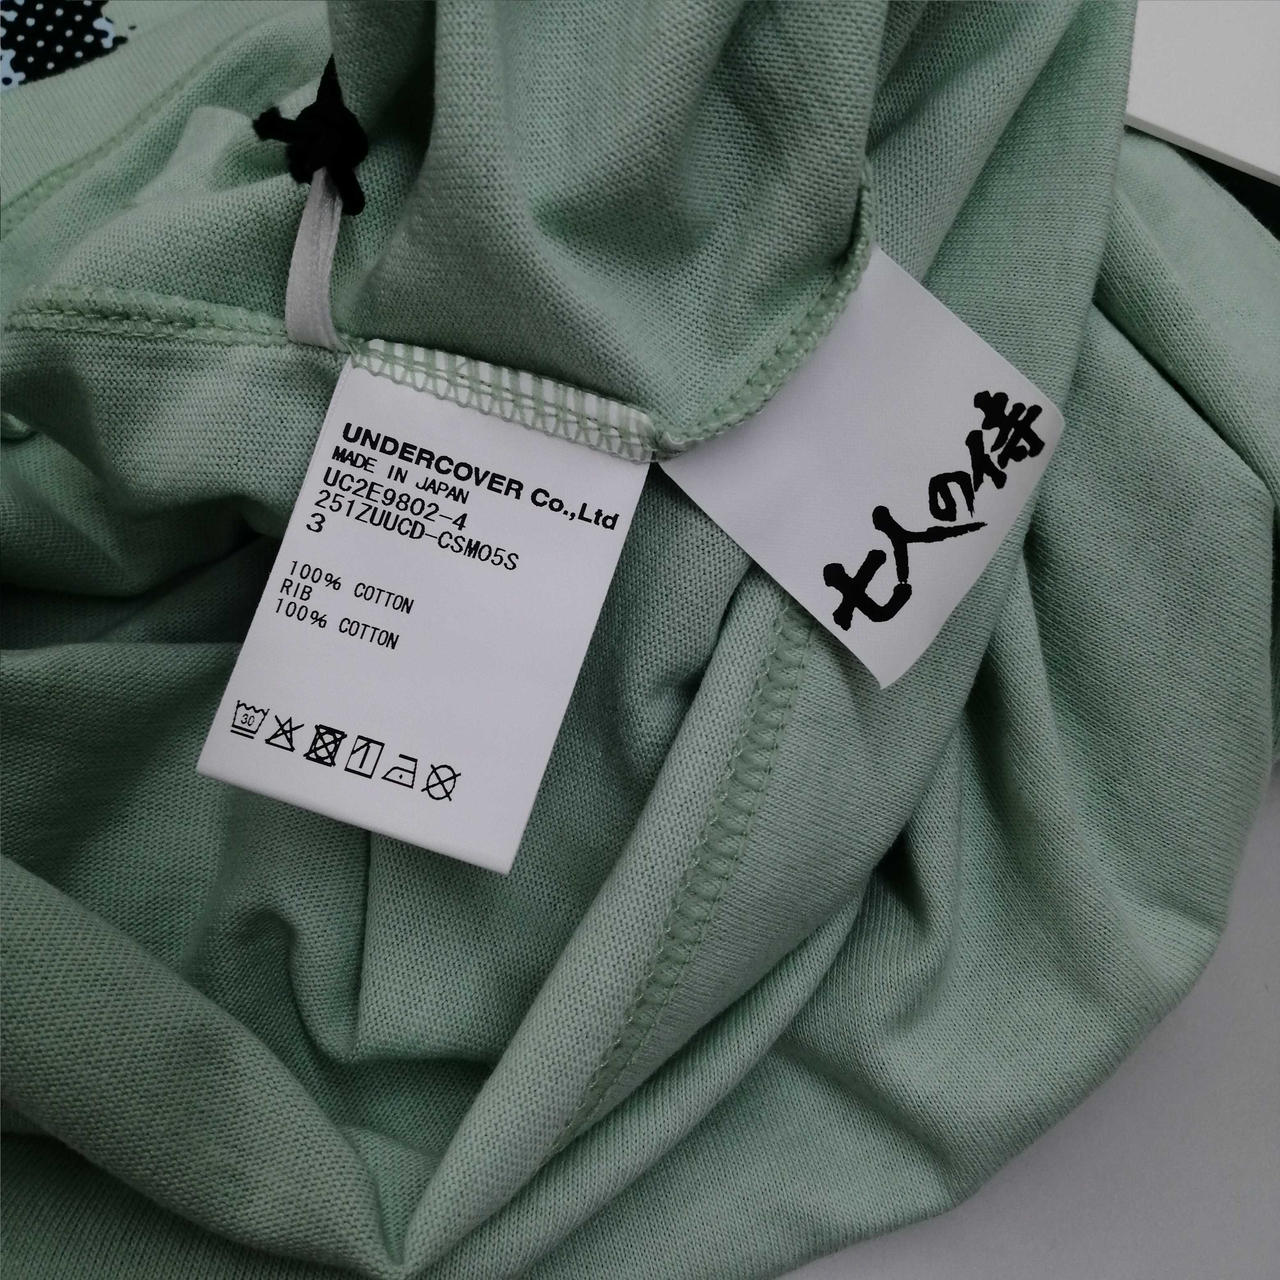 UNDERCOVER Co.,Ltd
MADE IN JAPAN
UC2E9802-4
251ZUUCD-CSM05S
3
100% COTTON
RIB
100% COTTON
30
七人の侍